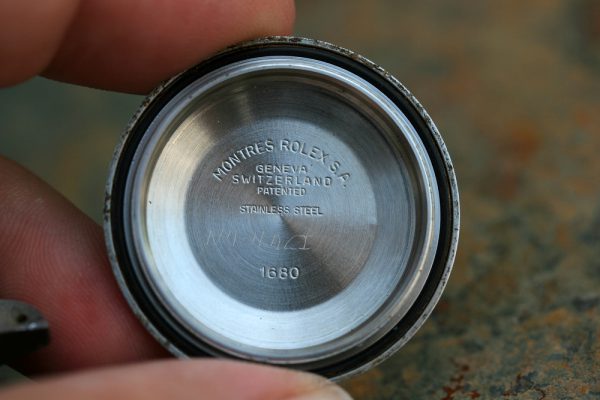 MONTRES ROLEX S.A.
GENEVA
SWITZERLAND
PATENTED
STAINLESS STEEL
1680